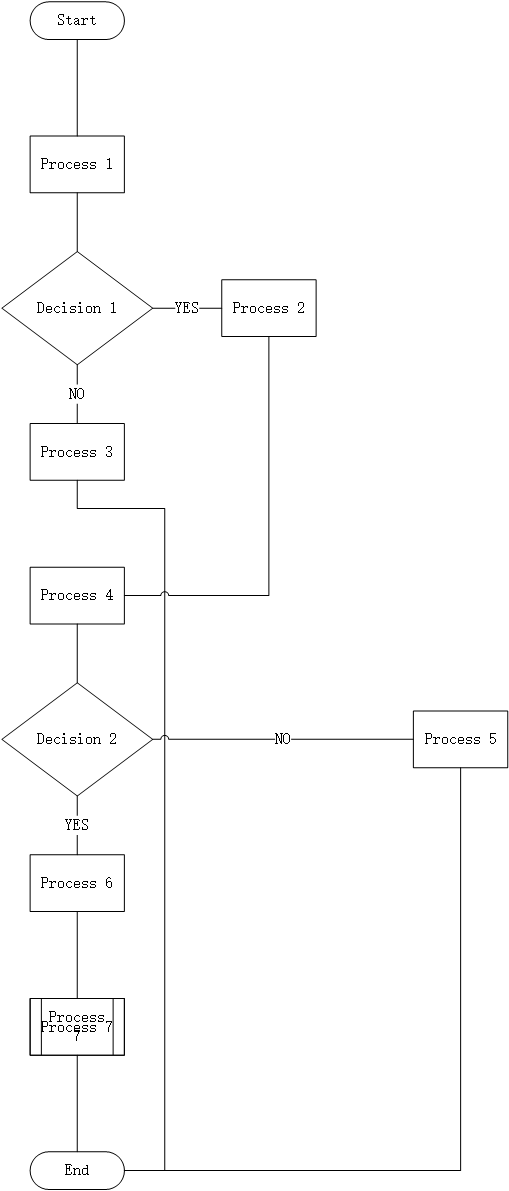 Start
Process 1
Decision 1
YES
Process 2
NO
Process 3
Process 4
Decision 2
NO
Process 5
YES
Process 6
Process
7
Process 7
End